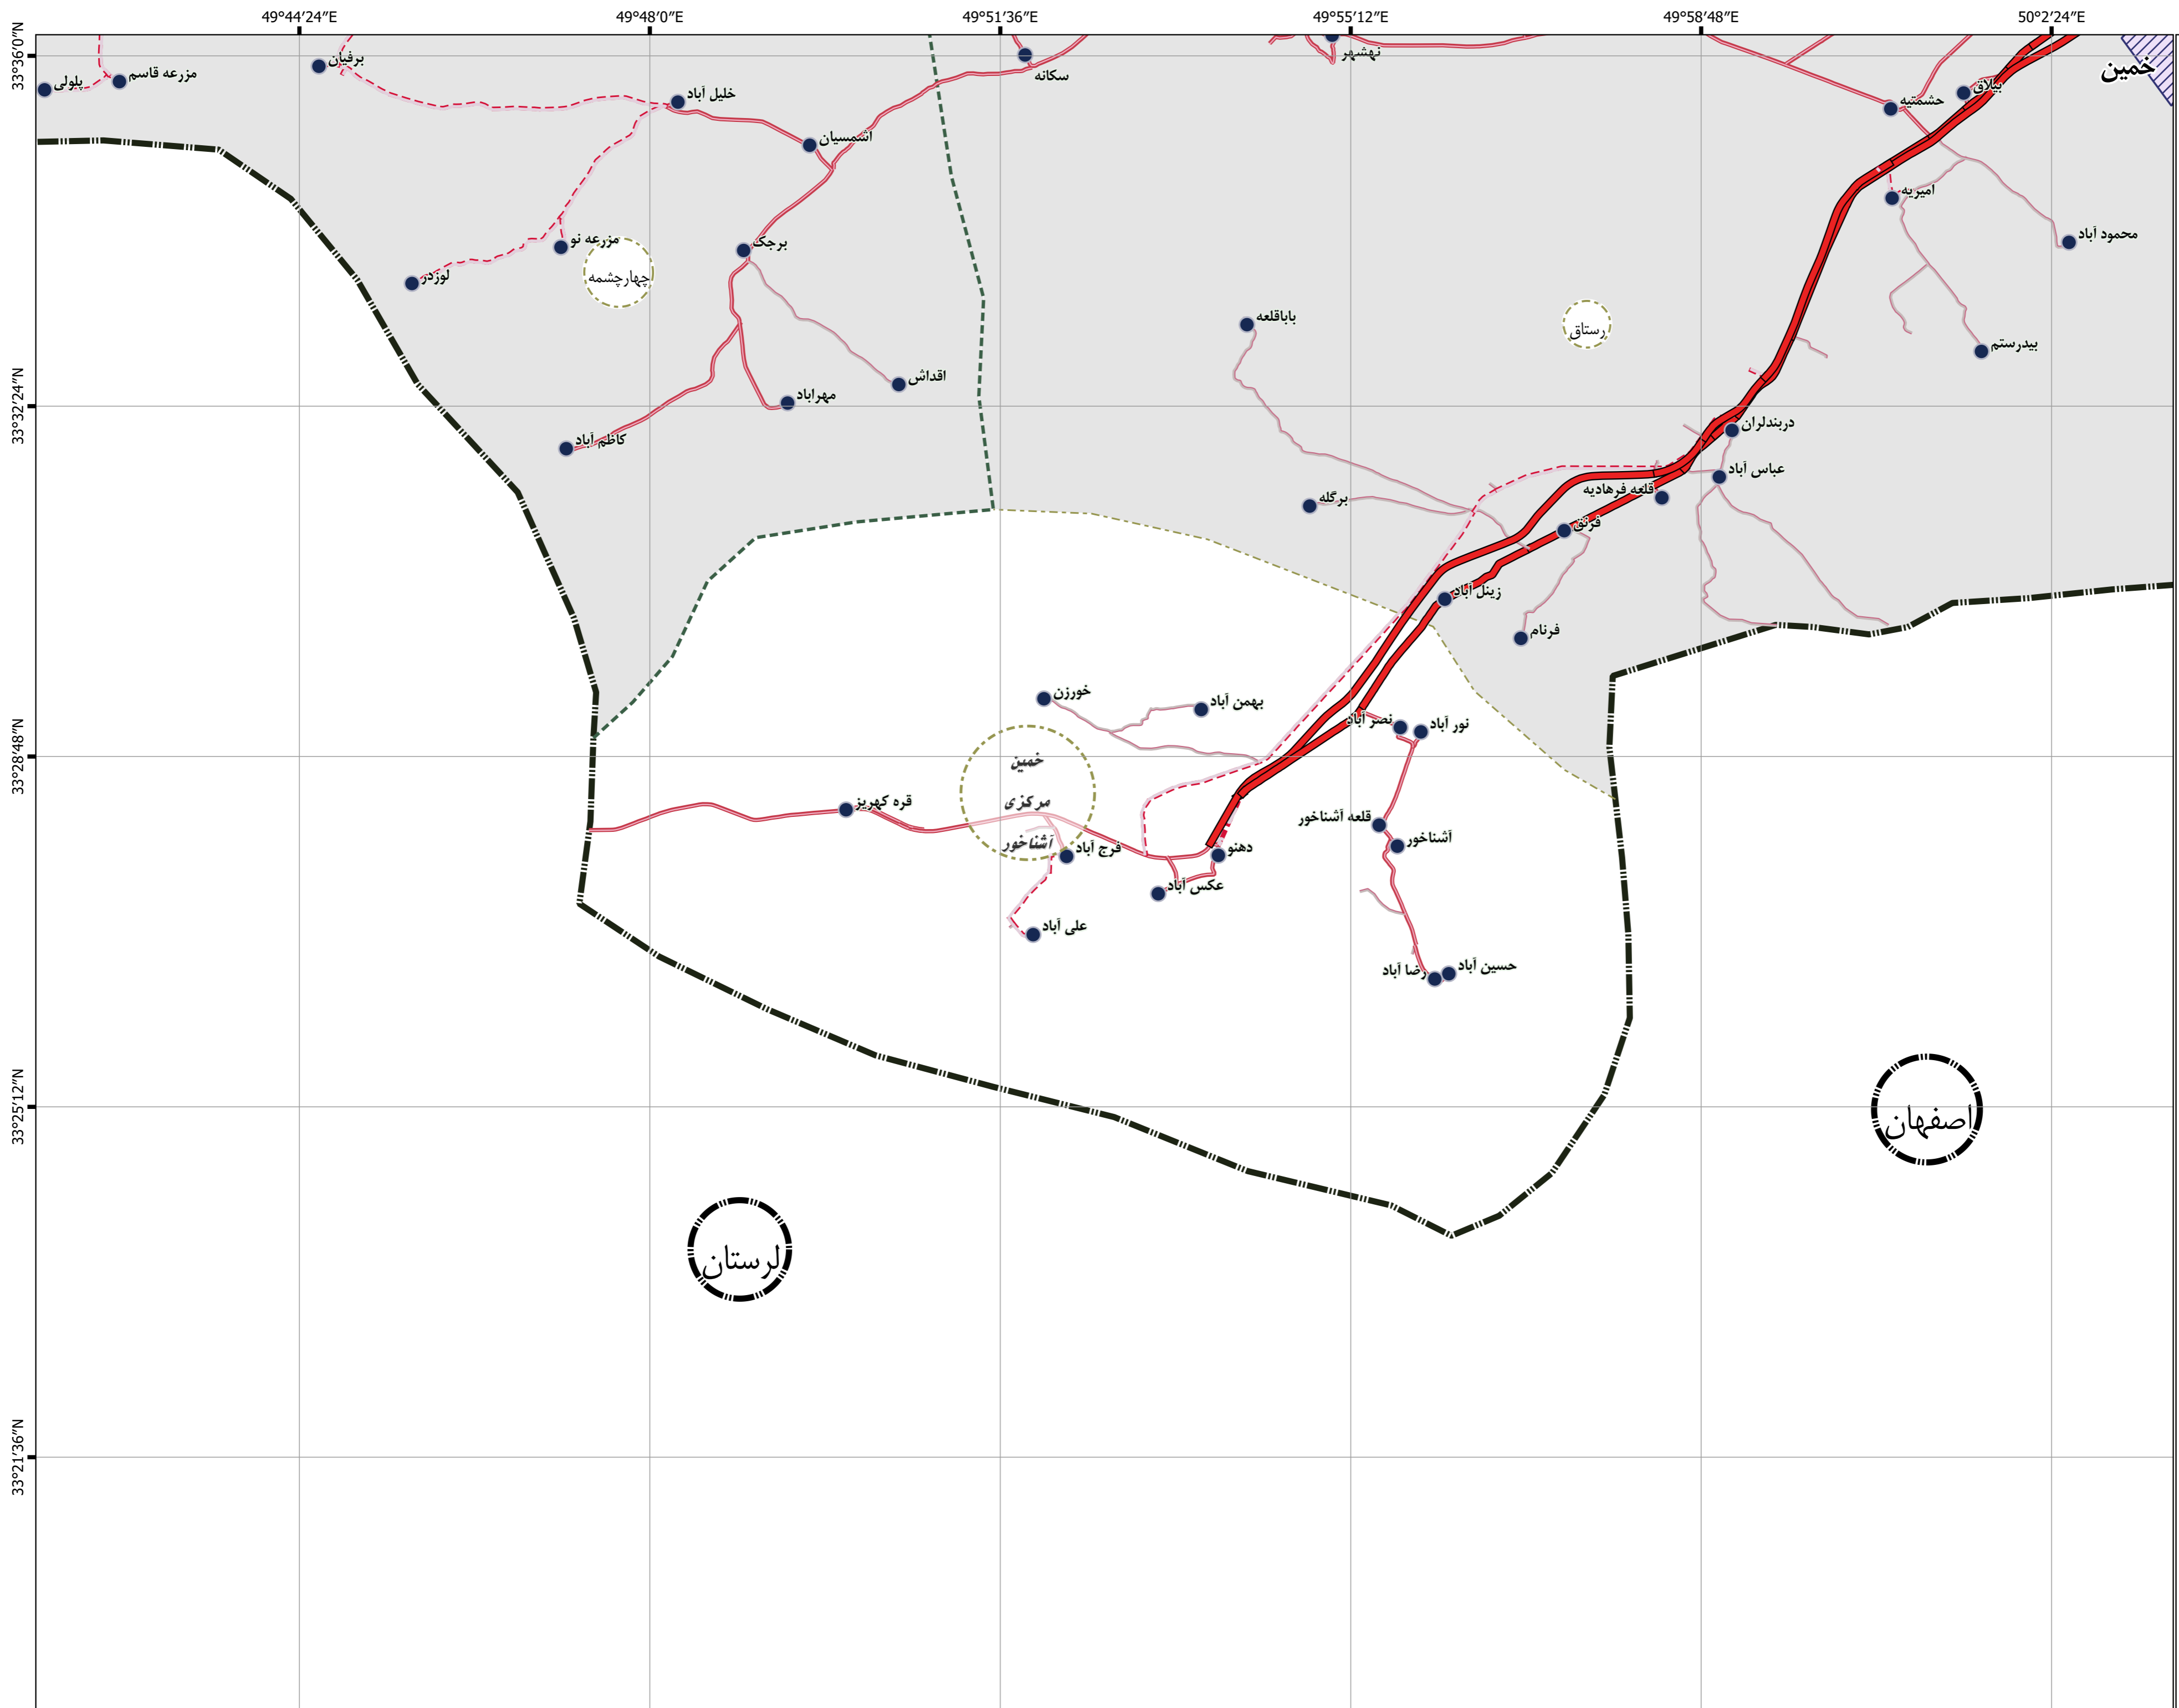 49°44'24"E
49°48'0"E
49°51'36"E
49°55'12"E
49°58'48"E
50°2'24"E
33°36'0"N
33°32'24"N
33°28'48"N
33°25'12"N
33°21'36"N
خمین
نهشهر
برفیان
سکانه
پولی
مزرعه قاسم
بیلاق
خلیل آباد
حشمتیه
اشمسیان
امیریه
محمود آباد
مزرعه نو
برجک
لوزدر
چهارچشمه
باباقلعه
رستاق
بیدرستم
اقداش
مهراباد
دربندلران
کاظم آباد
عباس آباد
قلعه فرهادیه
برگله
فرنق
زینل آباد
فرنام
خورزن
بهمن آباد
نصر آباد
نور آباد
خمین
مرکزی
آشناخور
قره کهریز
قلعه آشناخور
آشناخور
فرج آباد
دهنو
عکس آباد
علی آباد
رضا آباد
حسین آباد
اصفهان
لرستان